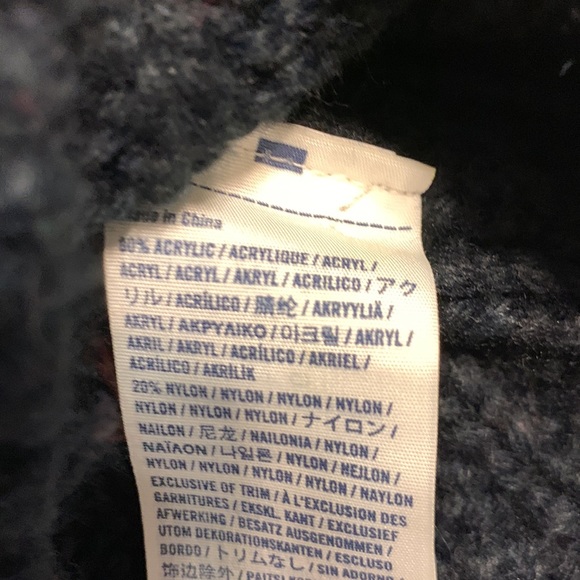 L
Made in China
80% ACRYLIC / ACRYLIQUE / ACRYL /
ACRYL / ACRYL / AKRYL / ACRILICO / アク
リル / ACRÍLICO / 腈纶 / AKRYYLIÄ /
AKRYL / ΑΚΡΥΛΙΚΟ / 아크릴 / AKRYL /
AKRIL / AKRYL / ACRÍLICO / AKRIEL /
ACRÍLICO / AKRİLİK
20% NYLON / NYLON / NYLON / NYLON /
NYLON / NYLON / NYLON / ナイロン /
NAILON / 尼龙 / NAILONIA / NYLON /
ΝΑΪΛΟΝ / 나일론 / NYLON / NEJLON /
NYLON / NYLON / NYLON / NYLON / NAYLON
EXCLUSIVE OF TRIM / À L'EXCLUSION DES
GARNITURES / EKSKL. KANT / EXCLUSIEF
AFWERKING / BESATZ AUSGENOMMEN /
UTOM DEKORATIONSKANTEN / ESCLUSO
BORDO / トリムなし / SIN ADORNO
饰边除外 /